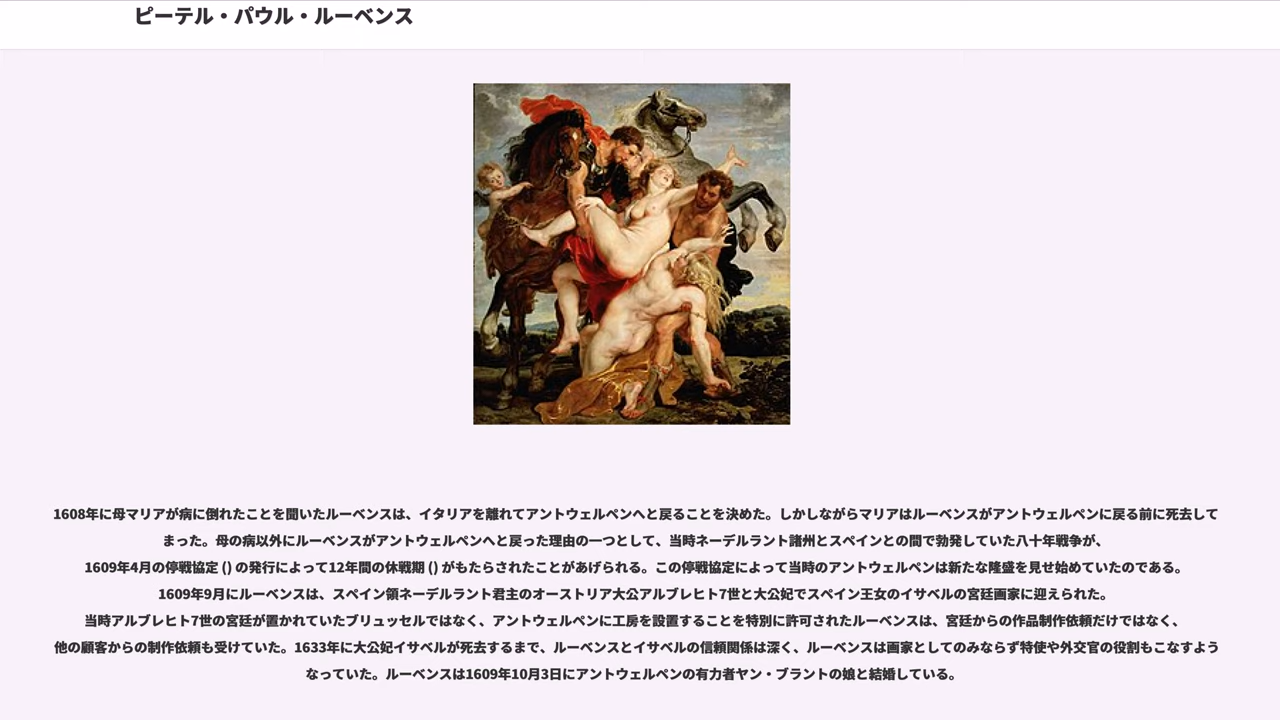 ピーテル・パウル・ルーベンス
1608年に母マリアが病に倒れたことを聞いたルーベンスは、イタリアを離れてアントウェルペンへと戻ることを決めた。しかしながらマリアはルーベンスがアントウェルペンに戻る前に死去して
まった。母の病以外にルーベンスがアントウェルペンへと戻った理由の一つとして、当時ネーデルラント諸州とスペインとの間で勃発していた八十年戦争が、
1609年4月の停戦協定 () の発行によって12年間の休戦期 () がもたらされたことがあげられる。この停戦協定によって当時のアントウェルペンは新たな隆盛を見せ始めていたのである。
1609年9月にルーベンスは、スペイン領ネーデルラント君主のオーストリア大公アルブレヒト7世と大公妃でスペイン王女のイサベルの宮廷画家に迎えられた。
当時アルブレヒト7世の宮廷が置かれていたブリュッセルではなく、アントウェルペンに工房を設置することを特別に許可されたルーベンスは、宮廷からの作品制作依頼だけではなく、
他の顧客からの制作依頼も受けていた。1633年に大公妃イサベルが死去するまで、ルーベンスとイサベルの信頼関係は深く、ルーベンスは画家としてのみならず特使や外交官の役割もこなすよう
なっていた。ルーベンスは1609年10月3日にアントウェルペンの有力者ヤン・ブラントの娘と結婚している。